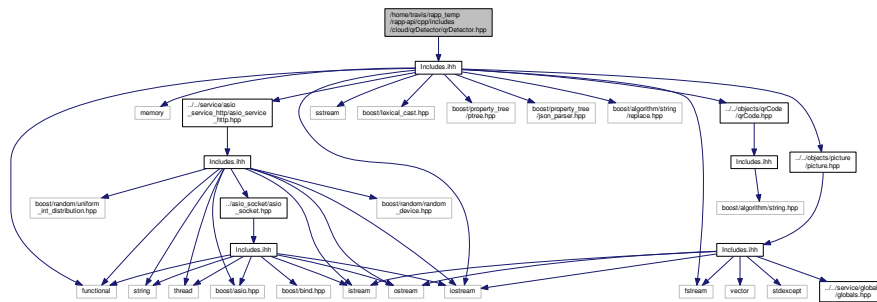 /home/travis/rapp_temp
/rapp-api/cpp/includes
/cloud/qrDetector/qrDetector.hpp
Includes.ihh
memory
../../service/asio
_service_http/asio_service
_http.hpp
sstream
boost/lexical_cast.hpp
boost/property_tree
/ptree.hpp
boost/property_tree
/json_parser.hpp
boost/algorithm/string
/replace.hpp
../../objects/qrCode
/qrCode.hpp
Includes.ihh
Includes.ihh
../../objects/picture
/picture.hpp
boost/random/uniform
_int_distribution.hpp
../asio_socket/asio
_socket.hpp
boost/random/random
_device.hpp
boost/algorithm/string.hpp
Includes.ihh
Includes.ihh
functional
string
thread
boost/asio.hpp
boost/bind.hpp
istream
ostream
iostream
fstream
vector
stdexcept
../../service/global
/globals.hpp